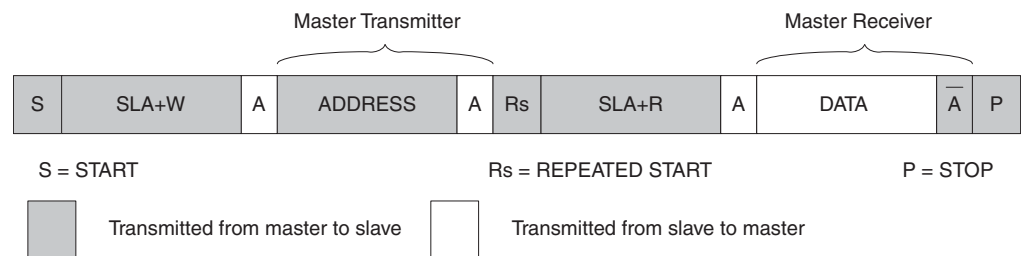 Master Transmitter Master Receiver
S SLA+W A ADDRESS A Rs SLA+R A DATA A̅ P
S = START Rs = REPEATED START P = STOP
Transmitted from master to slave Transmitted from slave to master